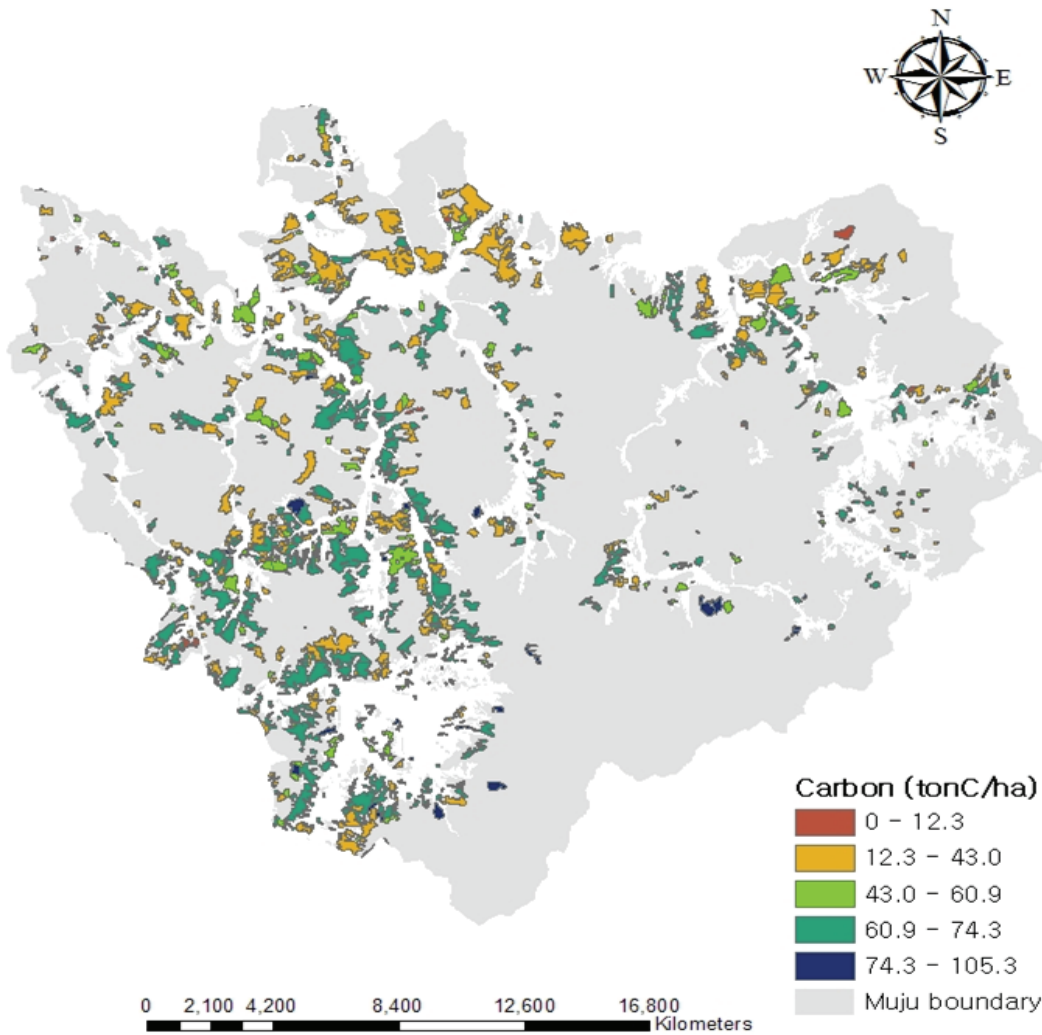 N
W E
S
Carbon (tonC/ha)
0 - 12.3
12.3 - 43.0
43.0 - 60.9
60.9 - 74.3
74.3 - 105.3
Muju boundary
0 2,100 4,200 8,400 12,600 16,800
Kilometers